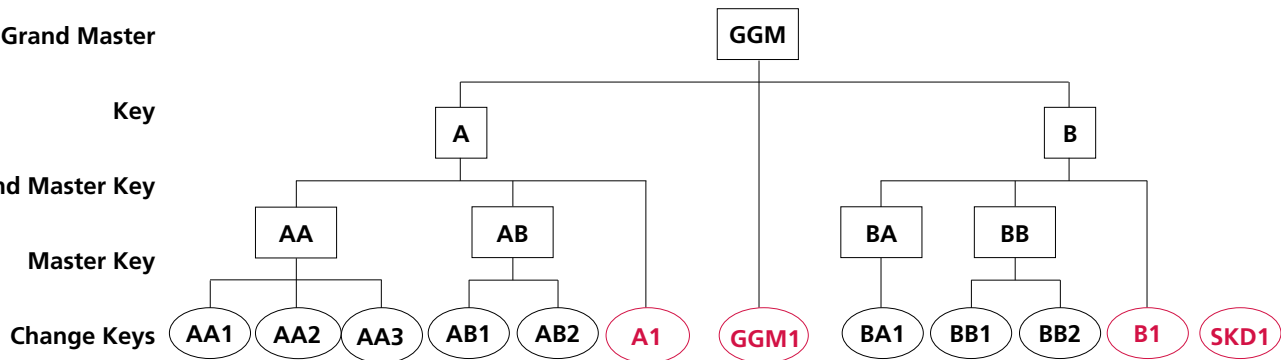 Grand Master GGM
Key
A B
nd Master Key
AA AB BA BB
Master Key
Change Keys AA1 AA2 AA3 AB1 AB2 A1 GGM1 BA1 BB1 BB2 B1 SKD1